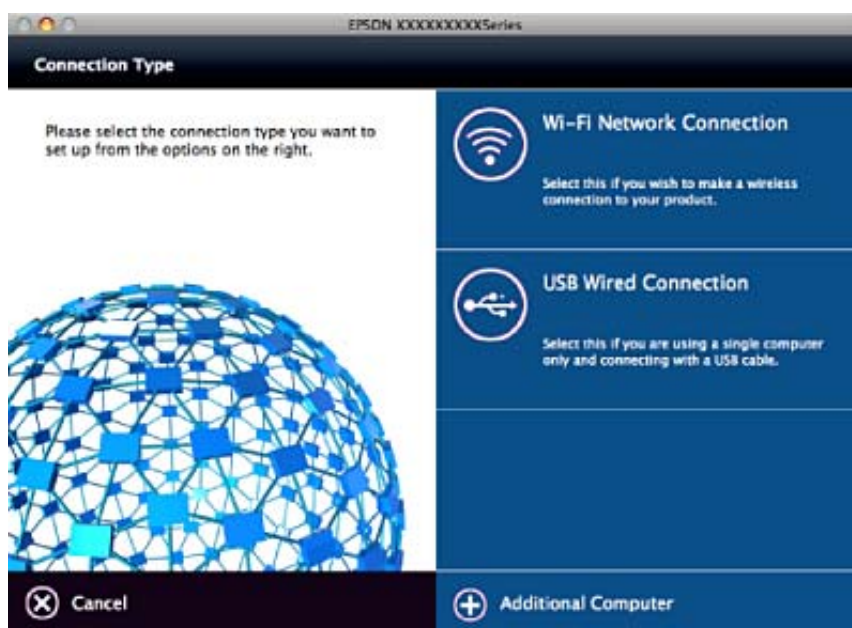 EPSON XXXXXXXXXSeries
Connection Type
Please select the connection type you want to
set up from the options on the right.
Wi-Fi Network Connection
Select this if you wish to make a wireless
connection to your product.
USB Wired Connection
Select this if you are using a single computer
only and connecting with a USB cable.
Cancel
Additional Computer